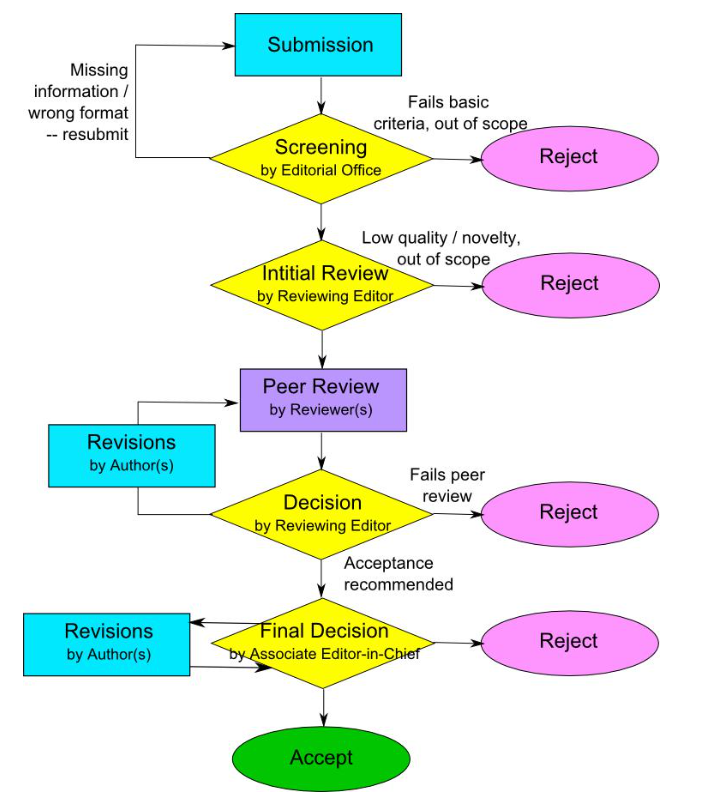 Submission
Missing
information /
wrong format
-- resubmit
Fails basic
criteria, out of scope
Screening
by Editorial Office
Reject
Low quality / novelty,
out of scope
Intitial Review
by Reviewing Editor
Reject
Peer Review
by Reviewer(s)
Revisions
by Author(s)
Fails peer
review
Decision
by Reviewing Editor
Reject
Acceptance
recommended
Revisions
by Author(s)
Final Decision
by Associate Editor-in-Chief
Reject
Accept